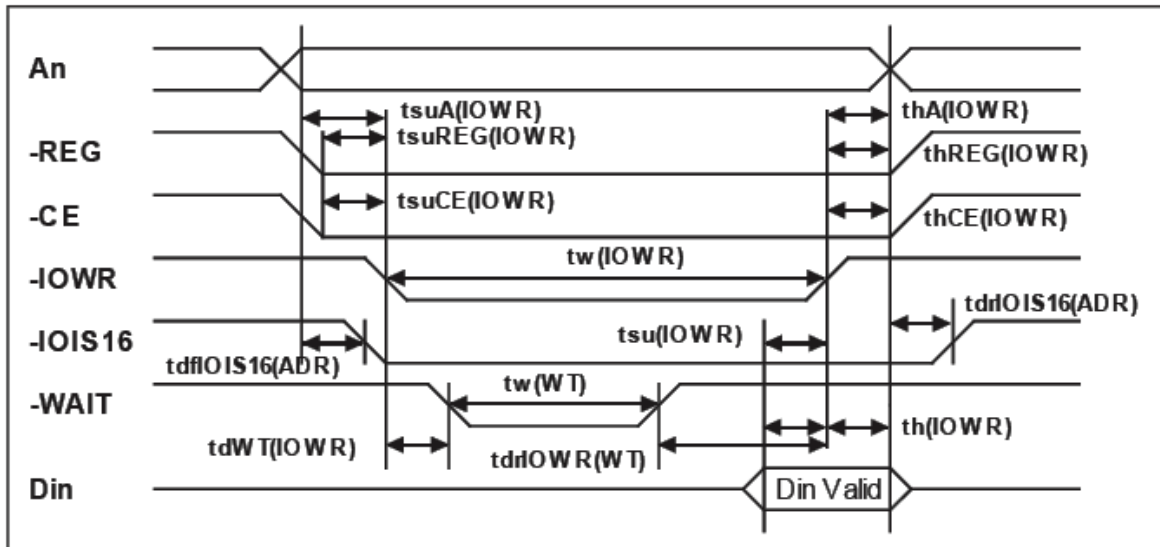 An
tsuA(IOWR)
thA(IOWR)
tsuREG(IOWR)
-REG
thREG(IOWR)
tsuCE(IOWR)
-CE
thCE(IOWR)
tw(IOWR)
-IOWR
tdrIOIS16(ADR)
tsu(IOWR)
-IOIS16
tdfIOIS16(ADR)
tw(WT)
-WAIT
th(IOWR)
tdWT(IOWR)
tdrIOWR(WT)
Din
Din Valid